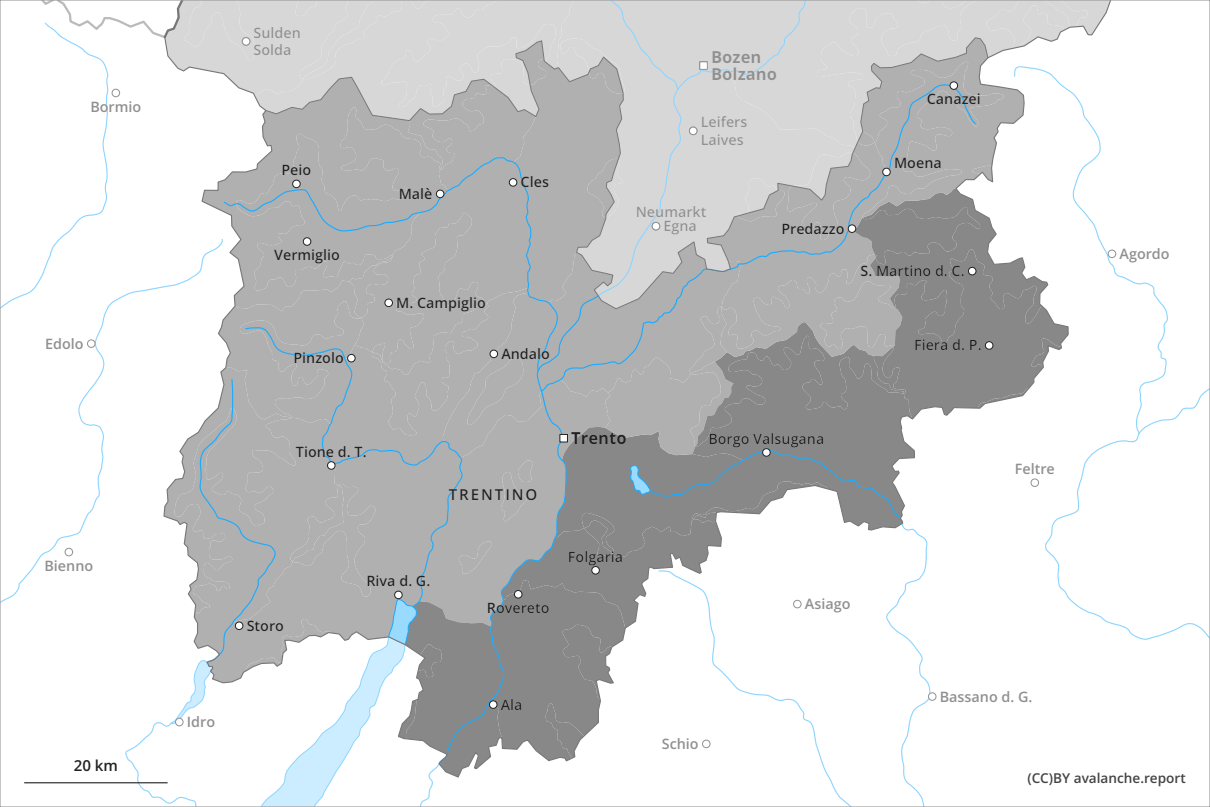 Sulden
Solda
Bozen
Bolzano
Bormio
Canazei
Leifers
Laives
Moena
Peio
Malè
Cles
Neumarkt
Egna
Predazzo
Vermiglio
Agordo
S. Martino d. C.
M. Campiglio
Edolo
Pinzolo
Andalo
Fiera d. P.
Trento
Borgo Valsugana
Tione d. T.
Feltre
TRENTINO
Bienno
Folgaria
Riva d. G.
Rovereto
Asiago
Storo
Bassano d. G.
Ala
Idro
Schio
20 km
(CC)BY avalanche.report